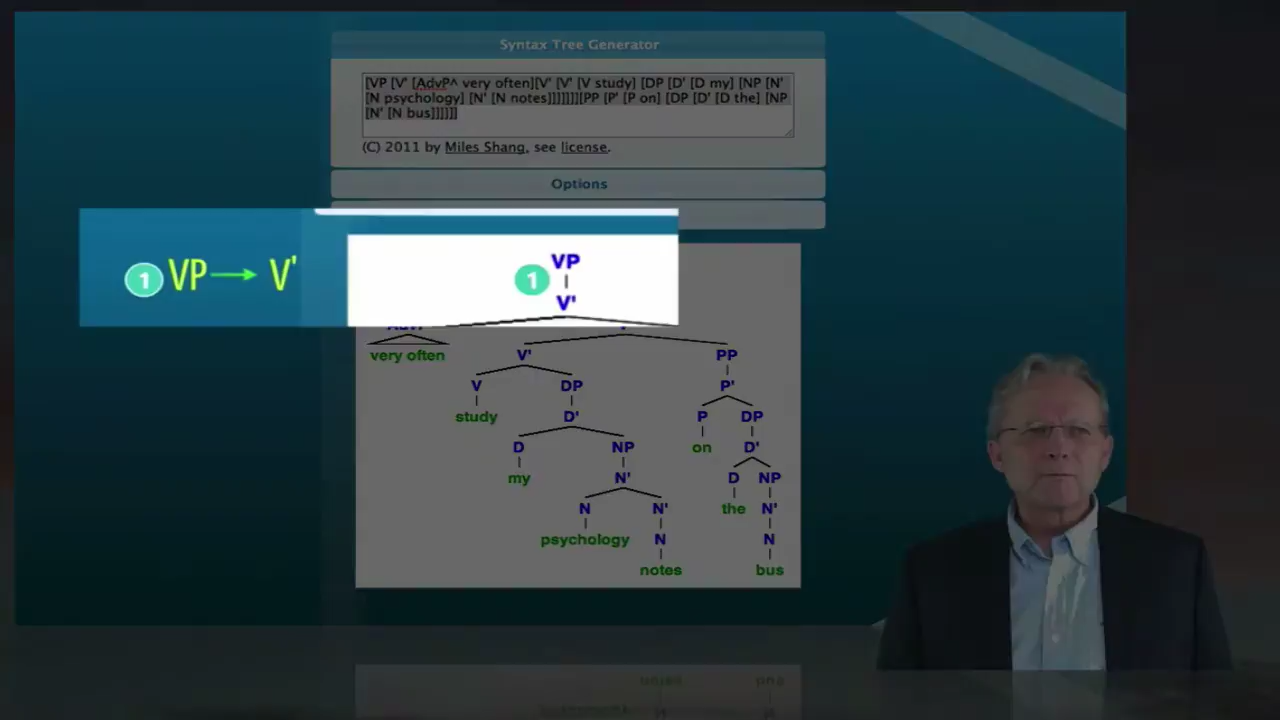 Syntax Tree Generator
[VP [V' [AdvP^ very often][V' [V' [V study] [DP [D' [D my] [NP [N'
[N psychology] [N' [N notes]]]]]]][PP [P' [P on] [DP [D' [D the] [NP
[N' [N bus]]]]]]
(C) 2011 by Miles Shang, see license.
Options
1 VP → V'
1 VP
V'
very often
V' PP
V DP P'
study D' P DP
D NP on D'
my N' D NP
N N' the N'
psychology N N
notes bus